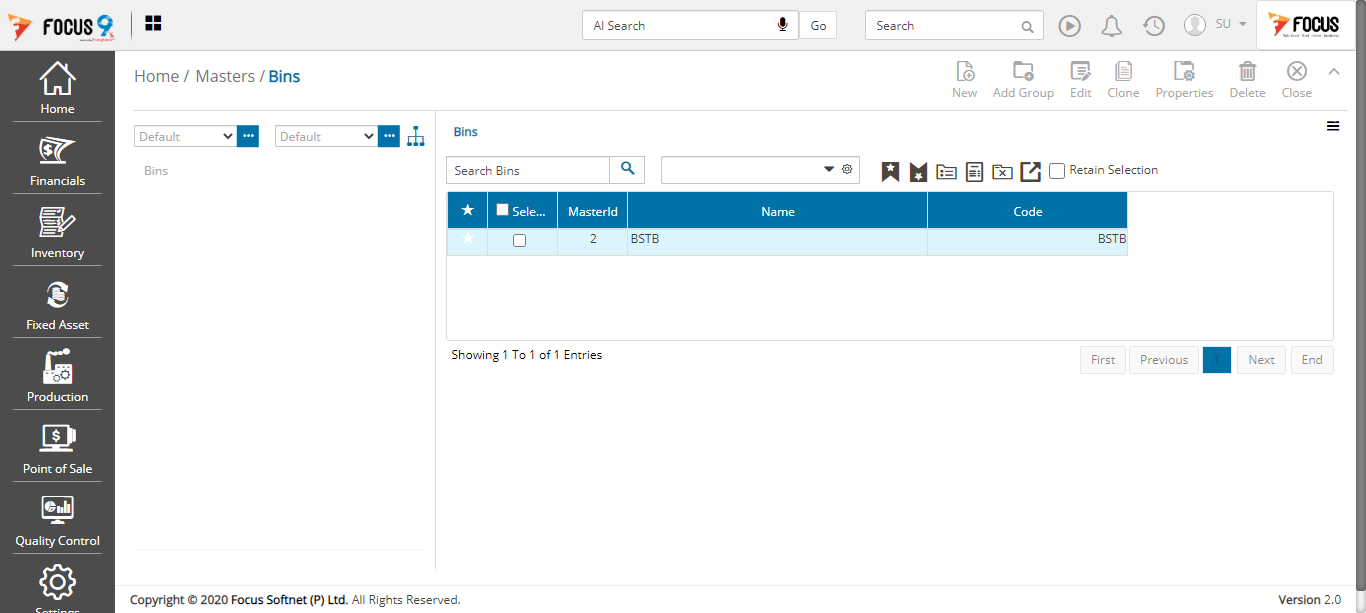 FOCUS 9
AI Search
Go
Search
SU
FOCUS
Home
Financials
Inventory
Fixed Asset
Production
Point of Sale
Quality Control
Settings
Home / Masters / Bins
New
Add Group
Edit
Clone
Properties
Delete
Close
Default
Default
Bins
Bins
Search Bins
Retain Selection
Sele... MasterId Name Code
2 BSTB BSTB
Showing 1 To 1 of 1 Entries
First Previous 1 Next End
Copyright © 2020 Focus Softnet (P) Ltd. All Rights Reserved.
Version 2.0